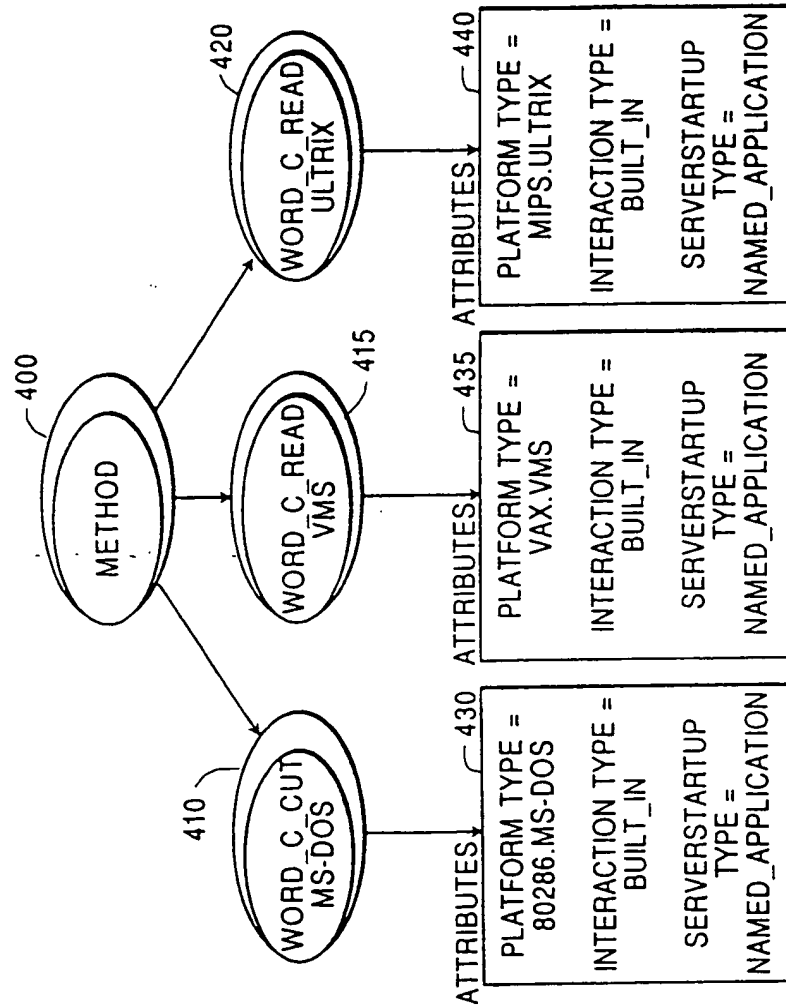 400
METHOD
410
WORD_C_CUT
MS-DOS
WORD_C_READ
VMS
415
420
WORD_C_READ
ULTRIX
ATTRIBUTES
430
PLATFORM TYPE =
80286.MS-DOS
INTERACTION TYPE =
BUILT_IN
SERVERSTARTUP
TYPE =
NAMED_APPLICATION
ATTRIBUTES
435
PLATFORM TYPE =
VAX.VMS
INTERACTION TYPE =
BUILT_IN
SERVERSTARTUP
TYPE =
NAMED_APPLICATION
ATTRIBUTES
440
PLATFORM TYPE =
MIPS.ULTRIX
INTERACTION TYPE =
BUILT_IN
SERVERSTARTUP
TYPE =
NAMED_APPLICATION